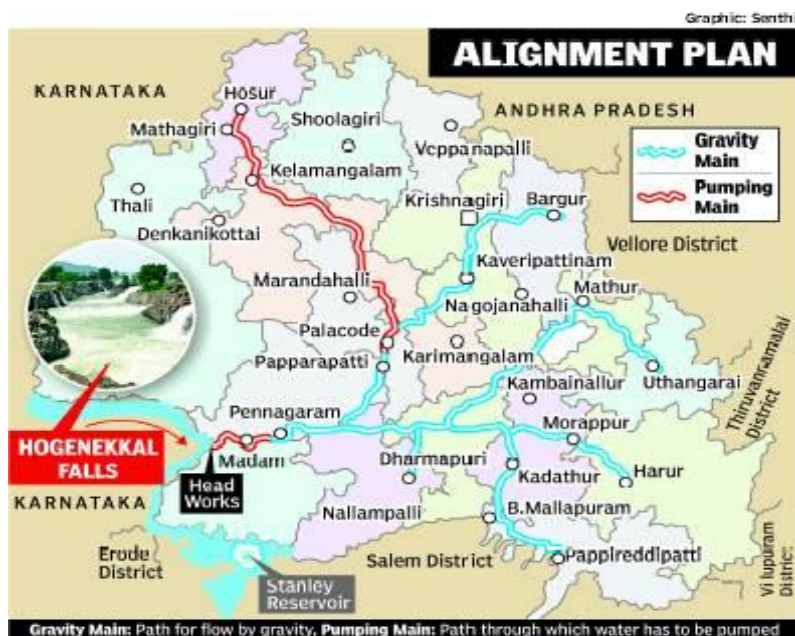 Graphic: Senthi
ALIGNMENT PLAN
KARNATAKA
Hosur
ANDHRA PRADESH
Mathagiri
Shoolagiri
Veppanapalli
Gravity
Main
Pumping
Main
Kelamangalam
Thali
Krishnagiri
Bargur
Denkanikottai
Vellore District
Kaveripattinam
Marandahalli
Mathur
Nagojanahalli
Palacode
Papparapatti
Karimangalam
Uthangarai
Thiruvannamalai
District
Kambainallur
Pennagaram
Morappur
HOGENEKKAL
FALLS
Madam
Head
Works
Dharmapuri
Kadathur
Harur
KARNATAKA
Nallampalli
B.Mallapuram
Erode
District
Salem District
Pappireddipatti
Villupuram
District
Stanley
Reservoir
Gravity Main: Path for flow by gravity, Pumping Main: Path through which water has to be pumped